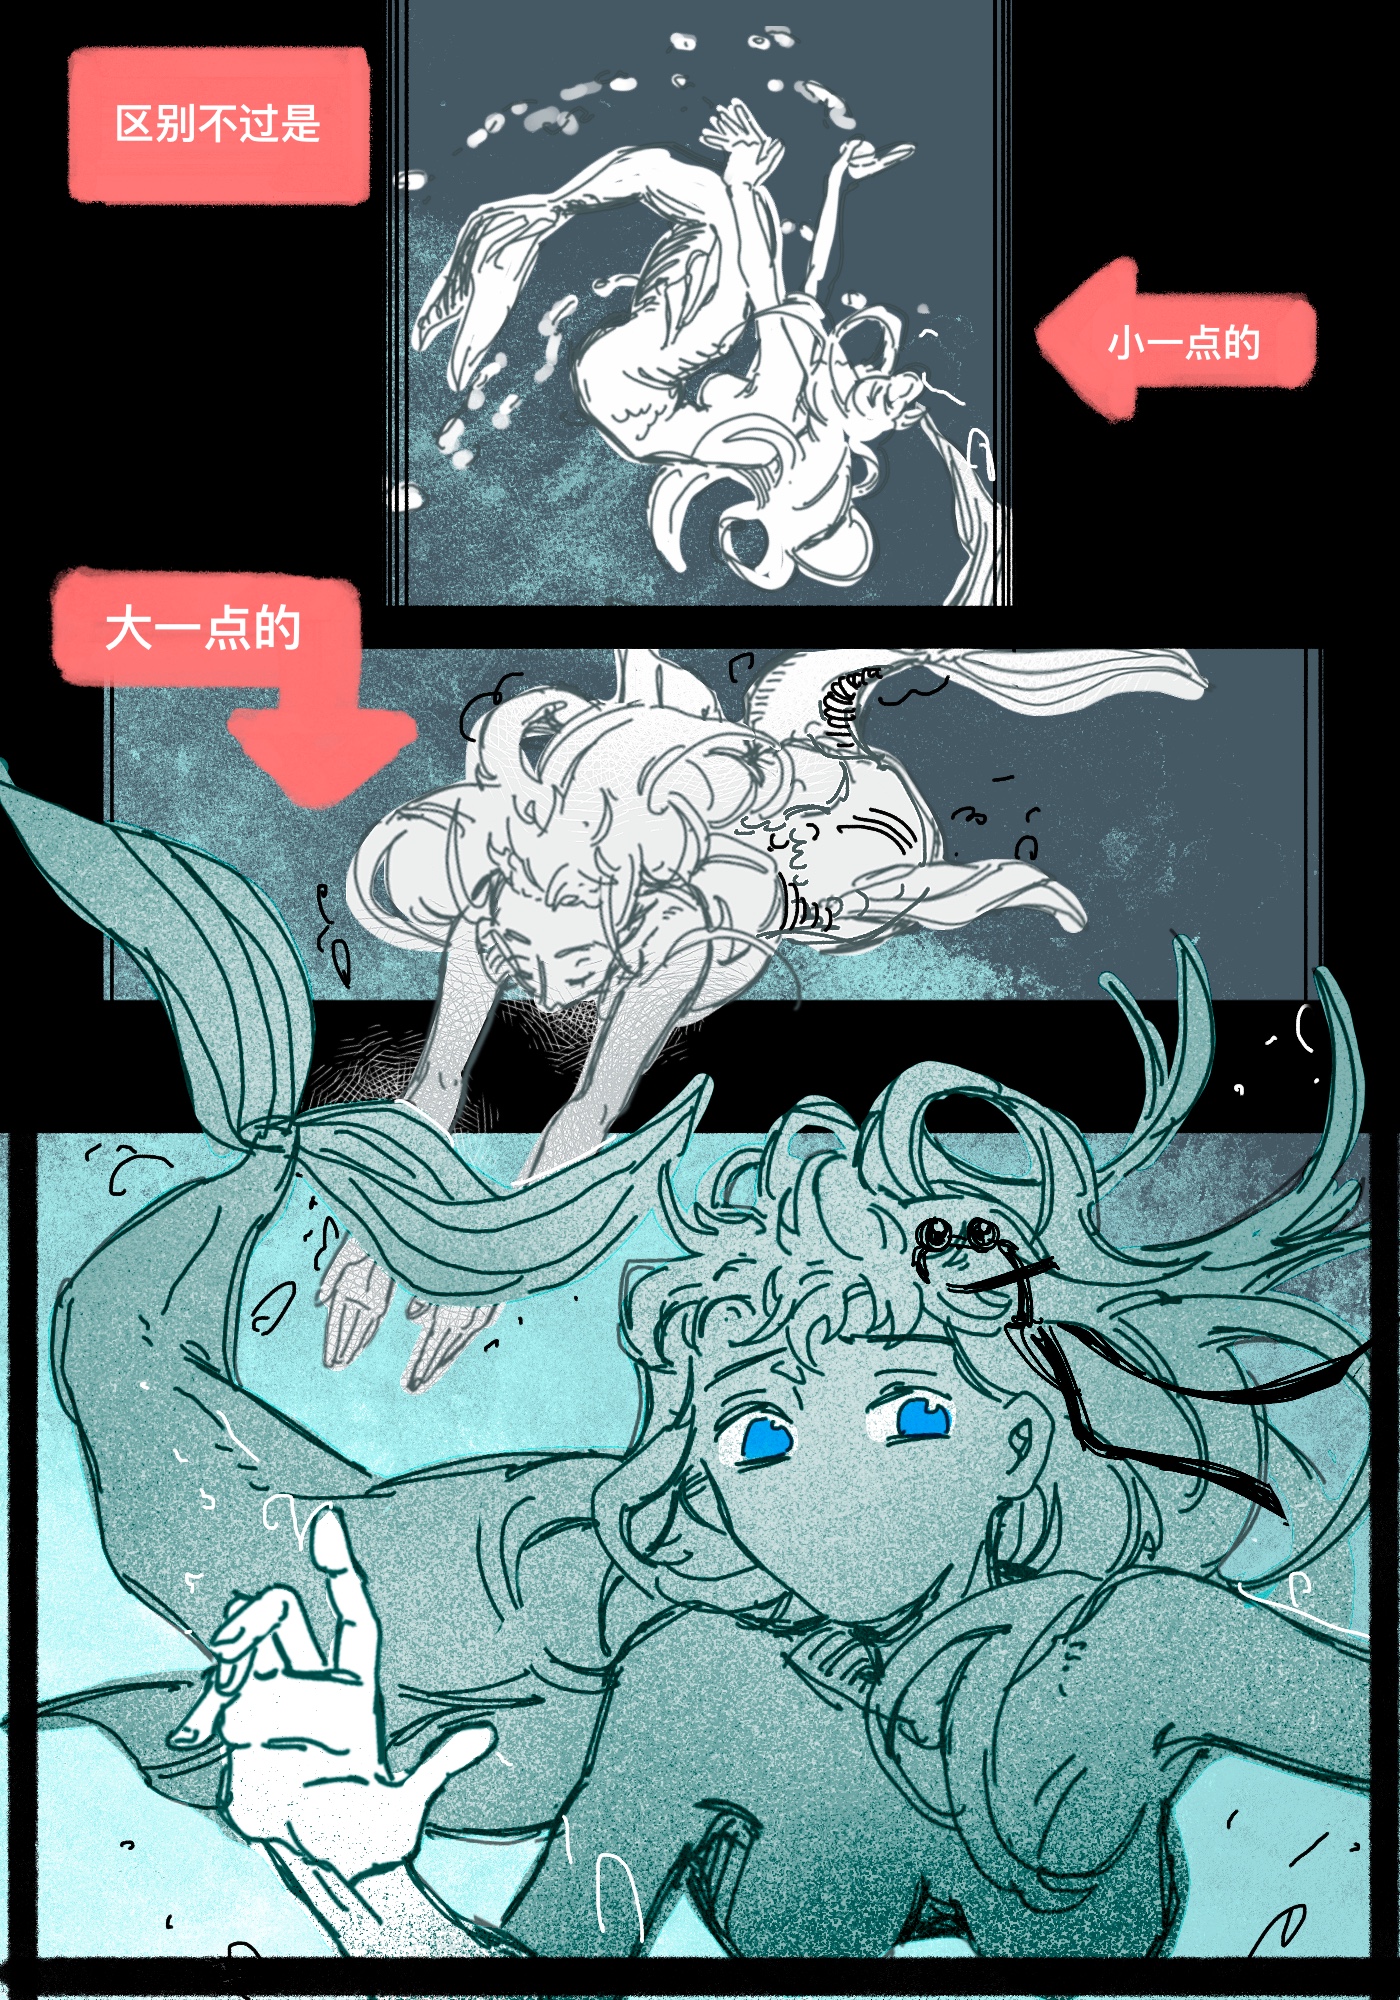 区别不过是
小一点的
大一点的